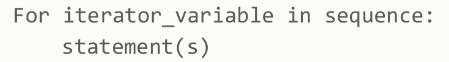 For iterator_variable in sequence:
    statement(s)